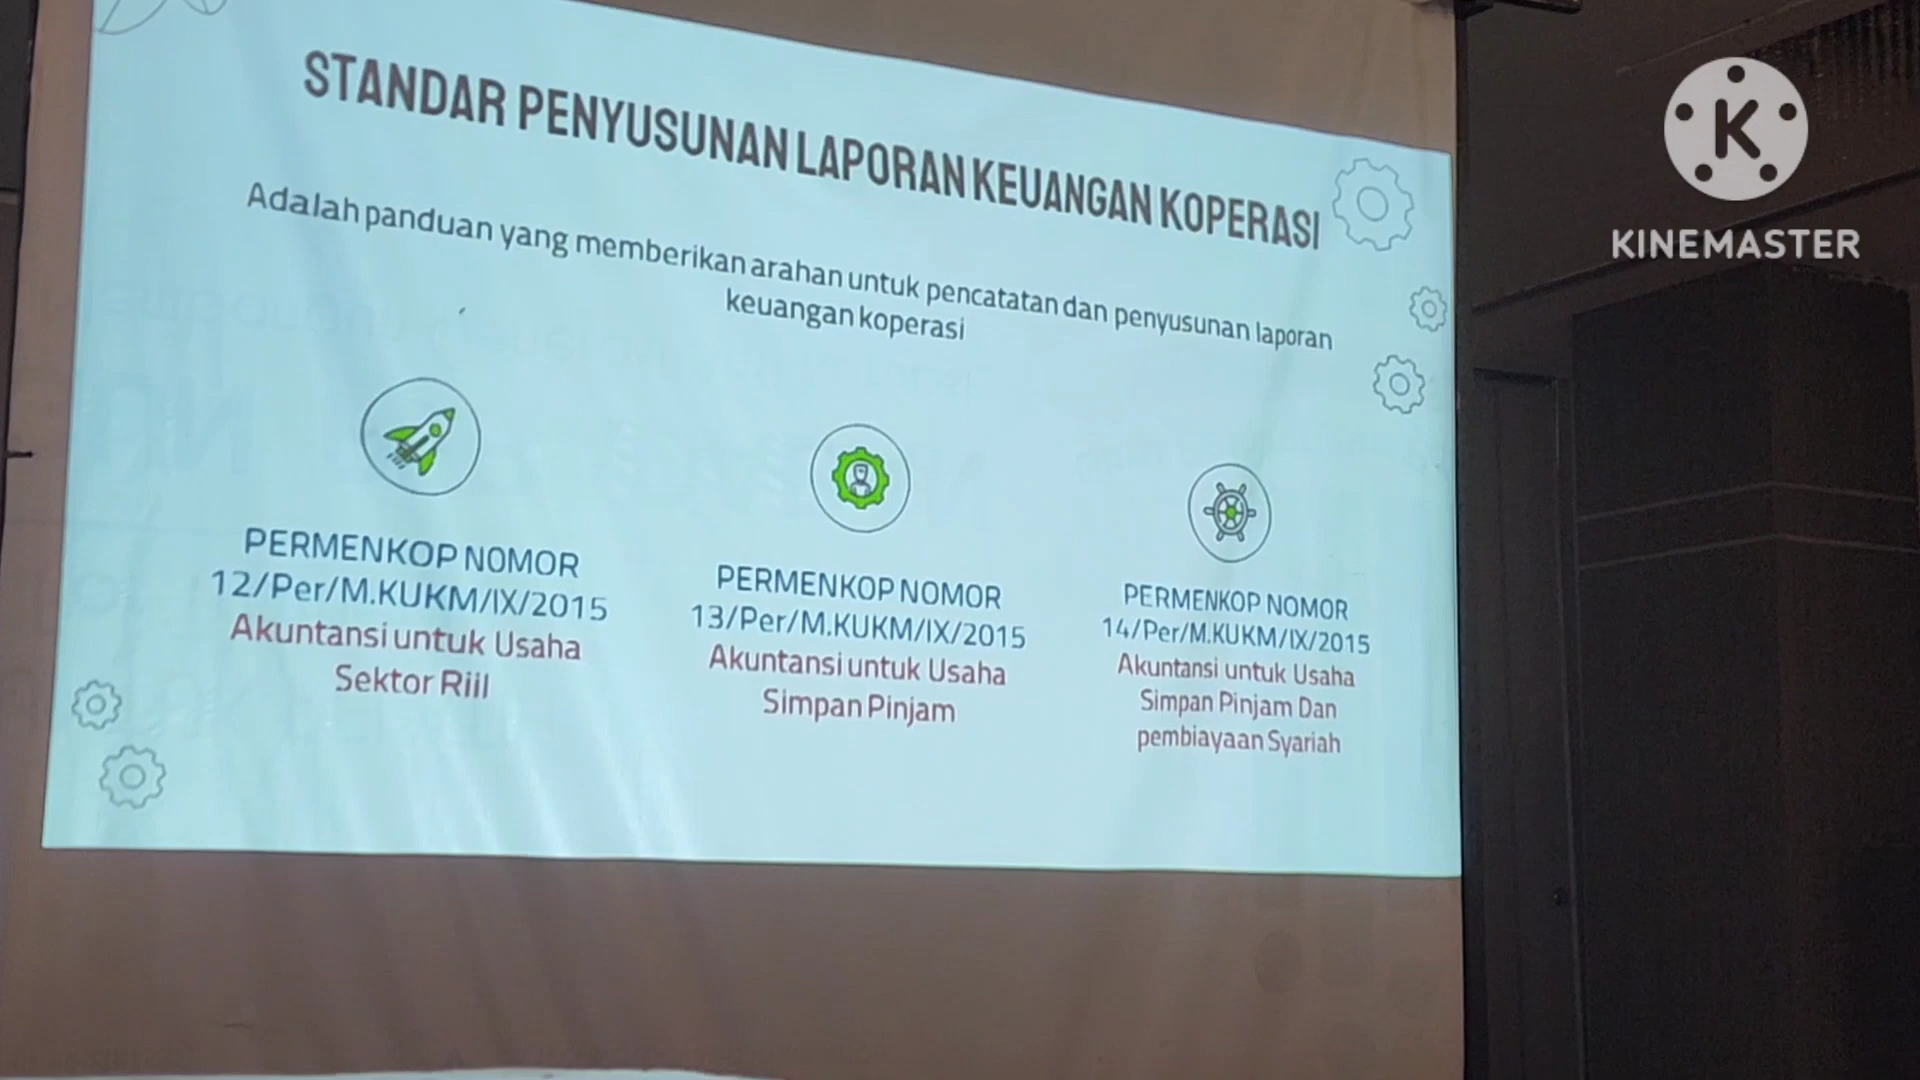 STANDAR PENYUSUNAN LAPORAN KEUANGAN KOPERASI
Adalah panduan yang memberikan arahan untuk pencatatan dan penyusunan laporan
keuangan koperasi
PERMENKOP NOMOR
12/Per/M.KUKM/IX/2015
Akuntansi untuk Usaha
Sektor Riil
PERMENKOP NOMOR
13/Per/M.KUKM/IX/2015
Akuntansi untuk Usaha
Simpan Pinjam
PERMENKOP NOMOR
14/Per/M.KUKM/IX/2015
Akuntansi untuk Usaha
Simpan Pinjam Dan
pembiayaan Syariah
K
KINEMASTER